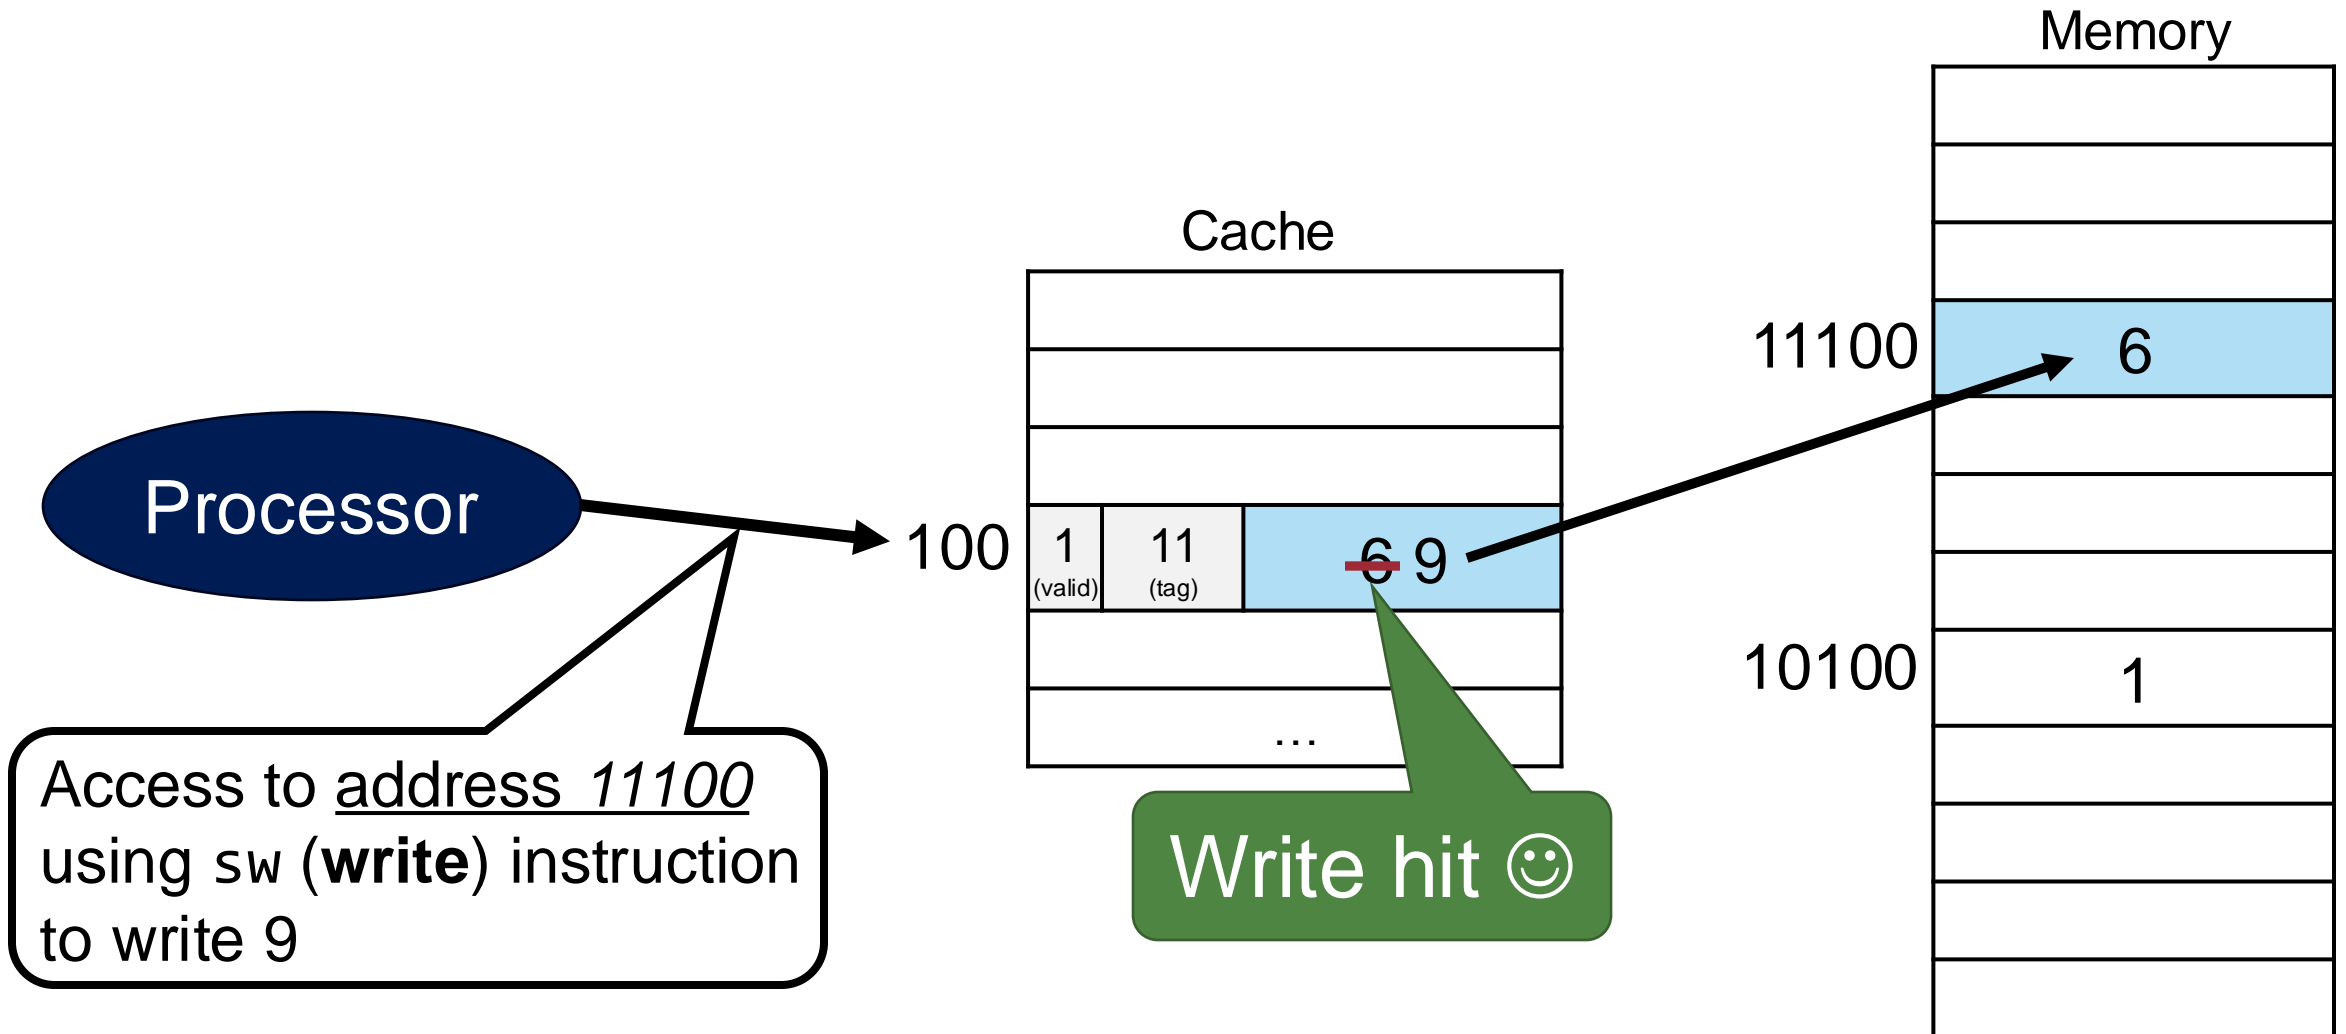 Memory
Cache
11100 6
Processor
100 1 11 6 9
(valid) (tag)
10100 1
...
Access to address 11100
using sw (write) instruction
to write 9
Write hit ☺